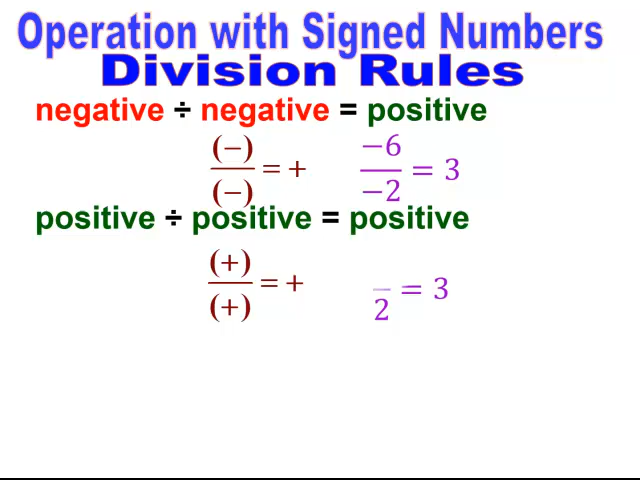 Operation with Signed Numbers
Division Rules
negative ÷ negative = positive
(−)/(−) = + −6/−2 = 3
positive ÷ positive = positive
(+)/(+) = + /2 = 3